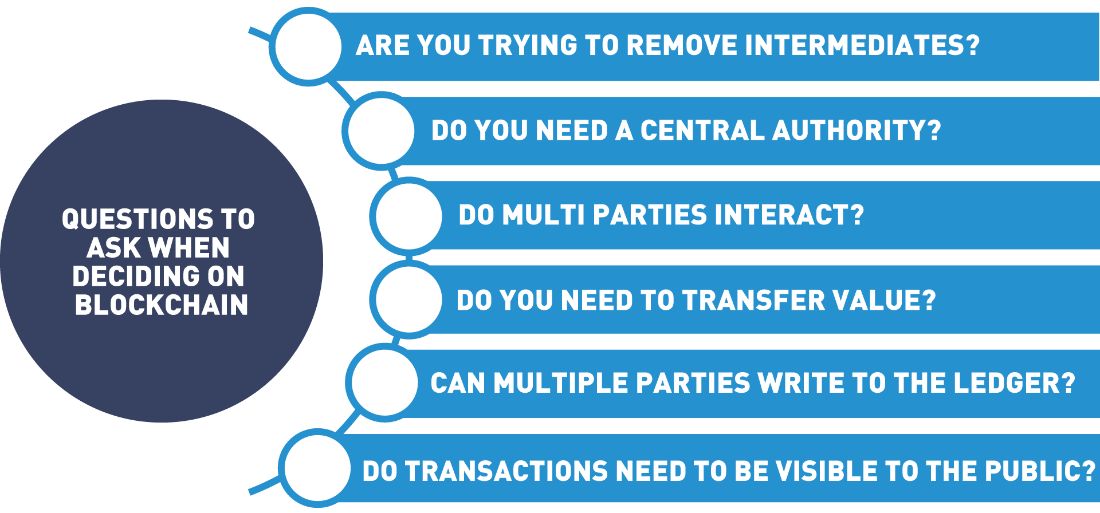 QUESTIONS TO
ASK WHEN
DECIDING ON
BLOCKCHAIN
ARE YOU TRYING TO REMOVE INTERMEDIATES?
DO YOU NEED A CENTRAL AUTHORITY?
DO MULTI PARTIES INTERACT?
DO YOU NEED TO TRANSFER VALUE?
CAN MULTIPLE PARTIES WRITE TO THE LEDGER?
DO TRANSACTIONS NEED TO BE VISIBLE TO THE PUBLIC?